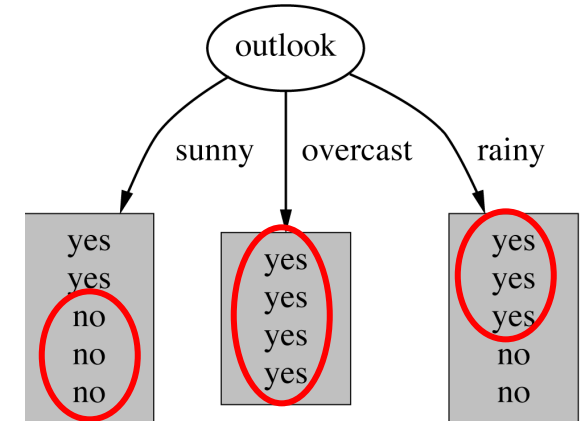 outlook
sunny
overcast
rainy
yes
yes
no
no
no
yes
yes
yes
yes
yes
yes
yes
no
no